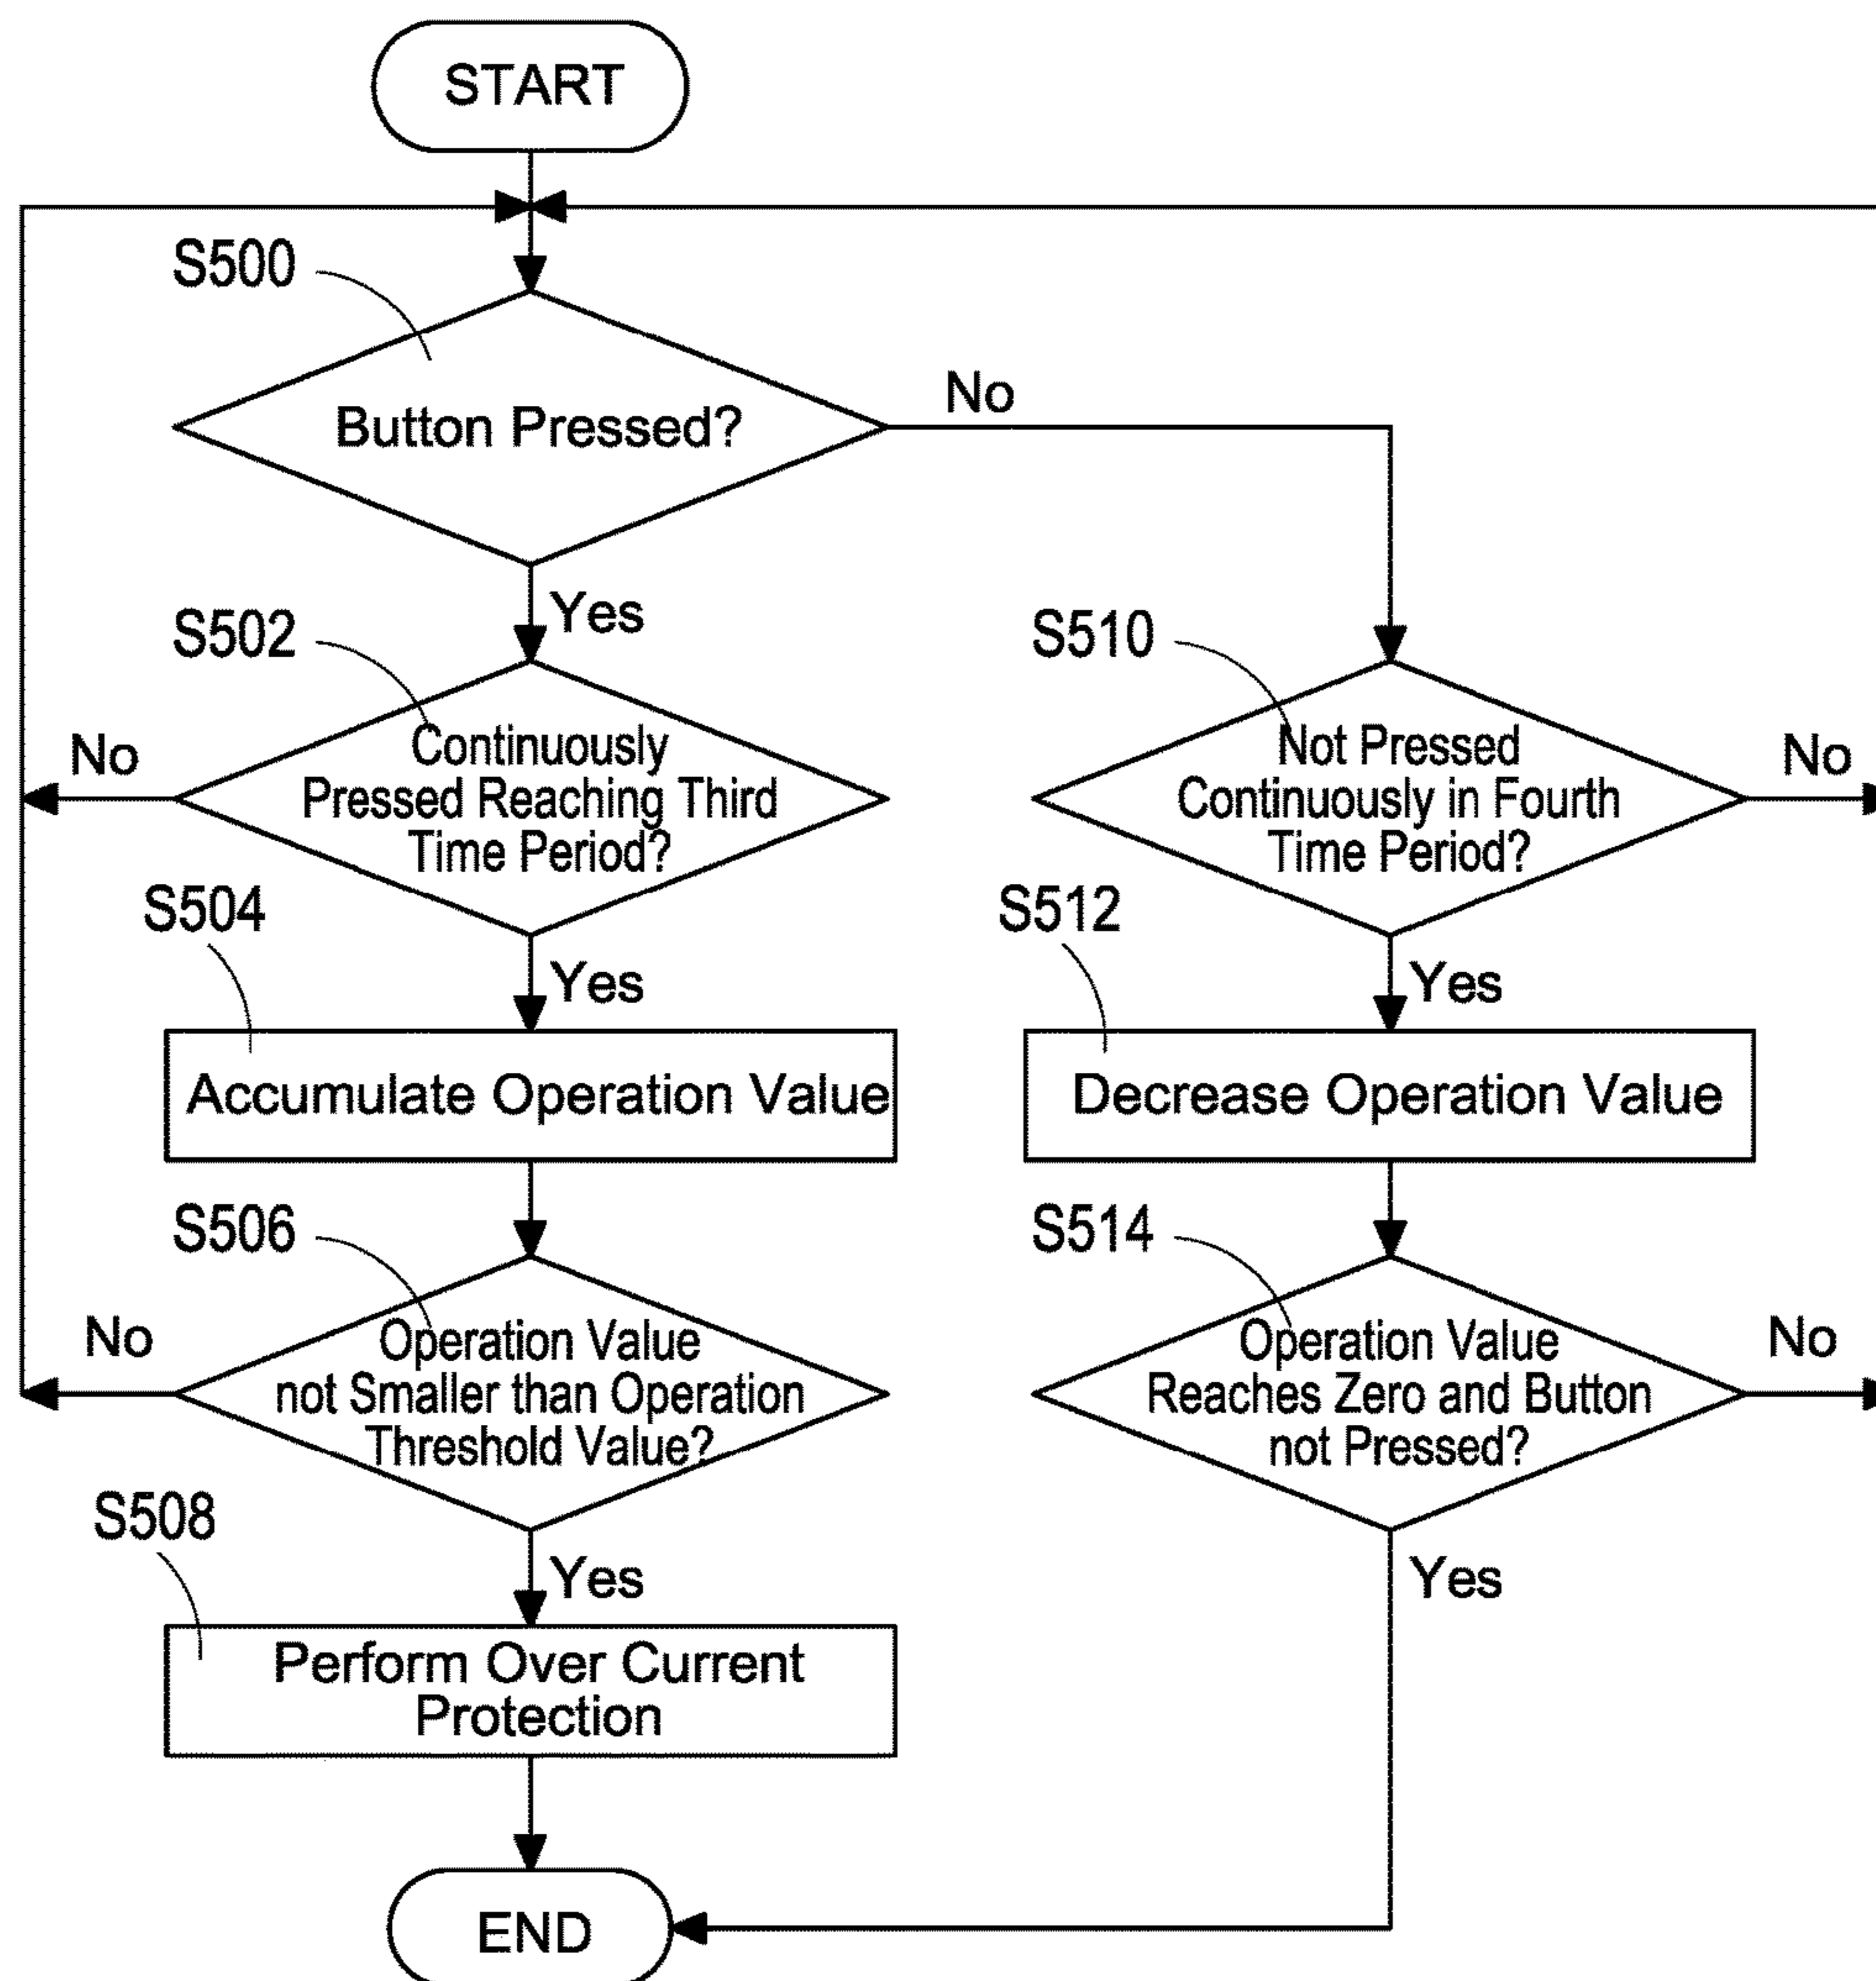 START
S500
Button Pressed?
No
Yes
S502
Continuously
Pressed Reaching Third
Time Period?
No
Yes
S504
Accumulate Operation Value
S506
Operation Value
not Smaller than Operation
Threshold Value?
No
Yes
S508
Perform Over Current
Protection
S510
Not Pressed
Continuously in Fourth
Time Period?
No
Yes
S512
Decrease Operation Value
S514
Operation Value
Reaches Zero and Button
not Pressed?
No
Yes
END